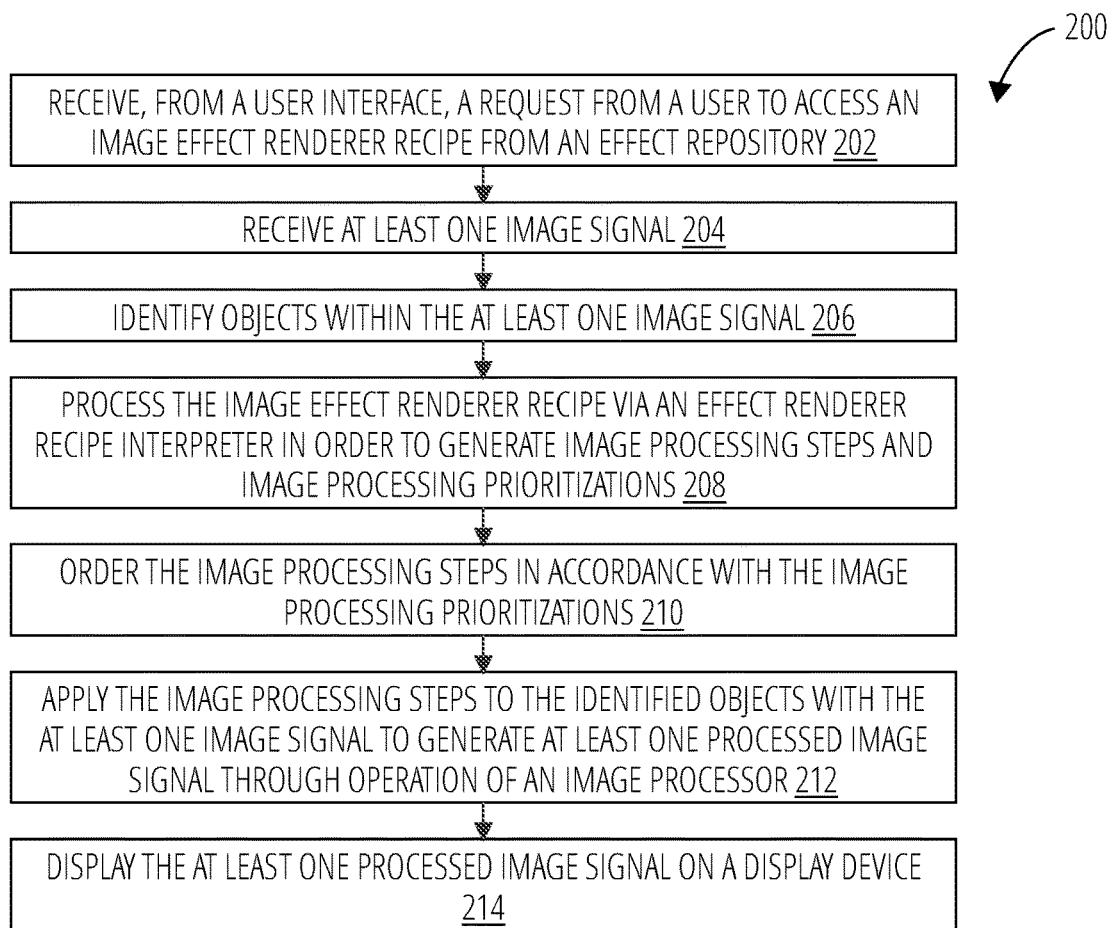 200
RECEIVE, FROM A USER INTERFACE, A REQUEST FROM A USER TO ACCESS AN
IMAGE EFFECT RENDERER RECIPE FROM AN EFFECT REPOSITORY 202
RECEIVE AT LEAST ONE IMAGE SIGNAL 204
IDENTIFY OBJECTS WITHIN THE AT LEAST ONE IMAGE SIGNAL 206
PROCESS THE IMAGE EFFECT RENDERER RECIPE VIA AN EFFECT RENDERER
RECIPE INTERPRETER IN ORDER TO GENERATE IMAGE PROCESSING STEPS AND
IMAGE PROCESSING PRIORITIZATIONS 208
ORDER THE IMAGE PROCESSING STEPS IN ACCORDANCE WITH THE IMAGE
PROCESSING PRIORITIZATIONS 210
APPLY THE IMAGE PROCESSING STEPS TO THE IDENTIFIED OBJECTS WITH THE
AT LEAST ONE IMAGE SIGNAL TO GENERATE AT LEAST ONE PROCESSED IMAGE
SIGNAL THROUGH OPERATION OF AN IMAGE PROCESSOR 212
DISPLAY THE AT LEAST ONE PROCESSED IMAGE SIGNAL ON A DISPLAY DEVICE
214